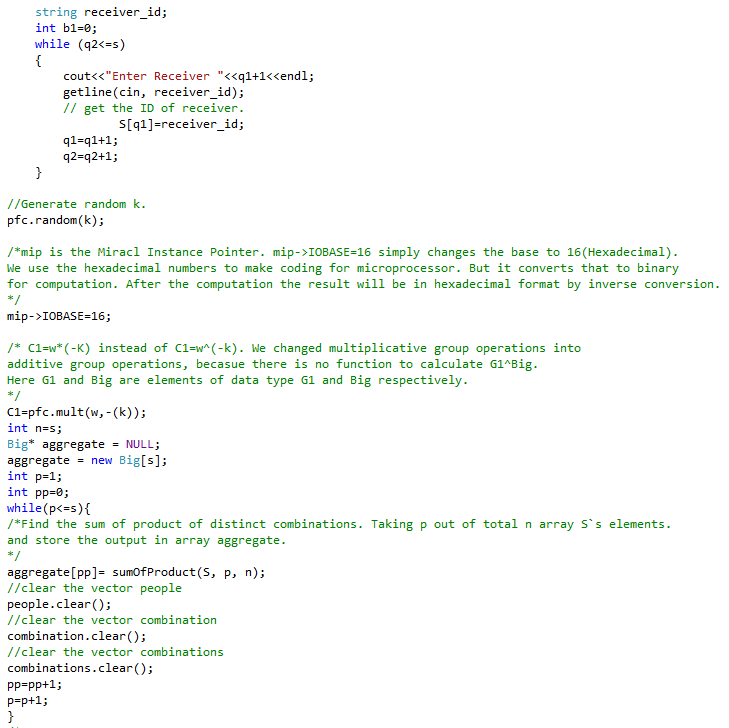 string receiver_id;
int b1=0;
while (q2<=s)
{
cout<<"Enter Receiver "<<q1+1<<endl;
getline(cin, receiver_id);
// get the ID of receiver.
S[q1]=receiver_id;
q1=q1+1;
q2=q2+1;
}
//Generate random k.
pfc.random(k);
/*mip is the Miracl Instance Pointer. mip->IOBASE=16 simply changes the base to 16(Hexadecimal).
We use the hexadecimal numbers to make coding for microprocessor. But it converts that to binary
for computation. After the computation the result will be in hexadecimal format by inverse conversion.
*/
mip->IOBASE=16;
/* C1=w*(-K) instead of C1=w^(-k). We changed multiplicative group operations into
additive group operations, becasue there is no function to calculate G1^Big.
Here G1 and Big are elements of data type G1 and Big respectively.
*/
C1=pfc.mult(w,-(k));
int n=s;
Big* aggregate = NULL;
aggregate = new Big[s];
int p=1;
int pp=0;
while(p<=s){
/*Find the sum of product of distinct combinations. Taking p out of total n array S`s elements.
and store the output in array aggregate.
*/
aggregate[pp]= sumOfProduct(S, p, n);
//clear the vector people
people.clear();
//clear the vector combination
combination.clear();
//clear the vector combinations
combinations.clear();
pp=pp+1;
p=p+1;
}